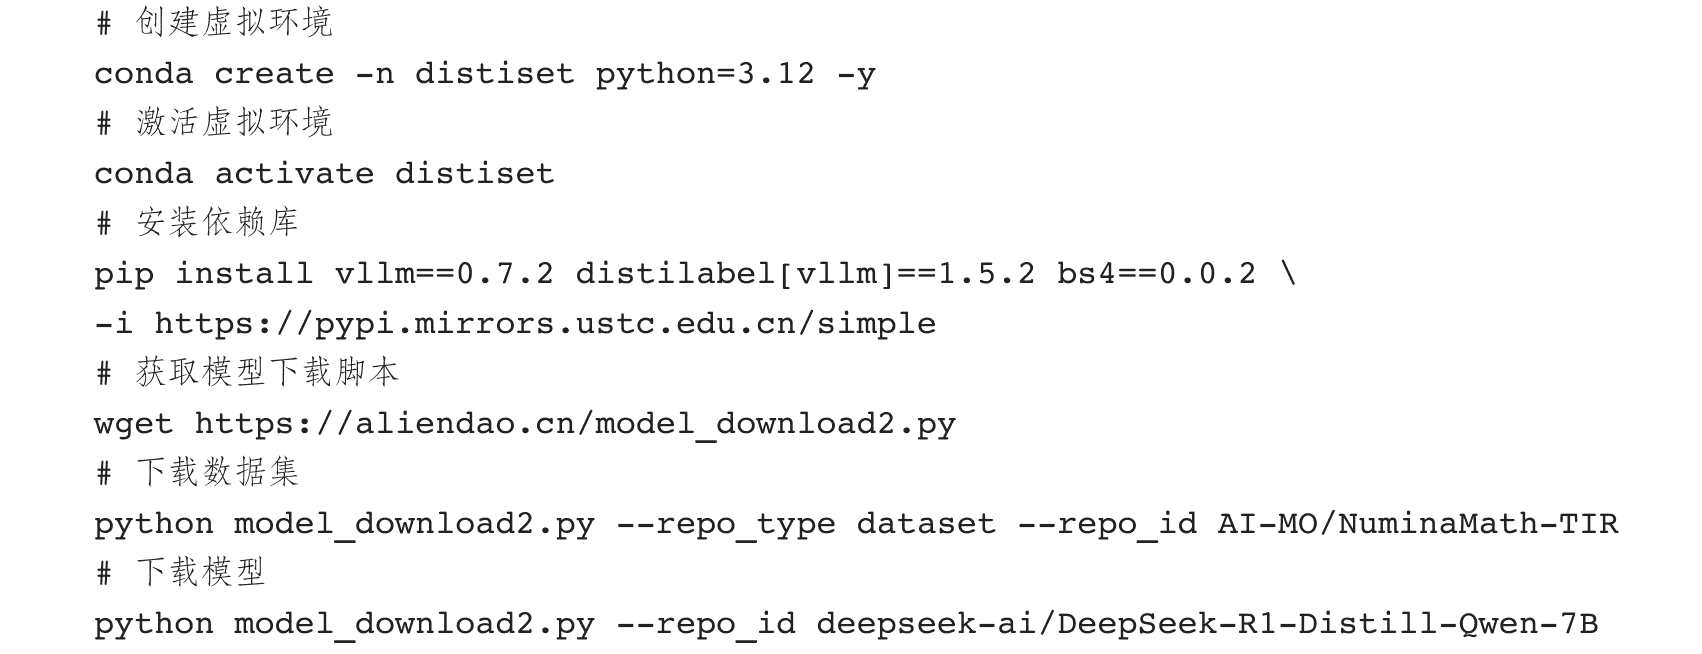 # 创建虚拟环境
conda create -n distiset python=3.12 -y
# 激活虚拟环境
conda activate distiset
# 安装依赖库
pip install vllm==0.7.2 distilabel[vllm]==1.5.2 bs4==0.0.2 \
-i https://pypi.mirrors.ustc.edu.cn/simple
# 获取模型下载脚本
wget https://aliendao.cn/model_download2.py
# 下载数据集
python model_download2.py --repo_type dataset --repo_id AI-MO/NuminaMath-TIR
# 下载模型
python model_download2.py --repo_id deepseek-ai/DeepSeek-R1-Distill-Qwen-7B